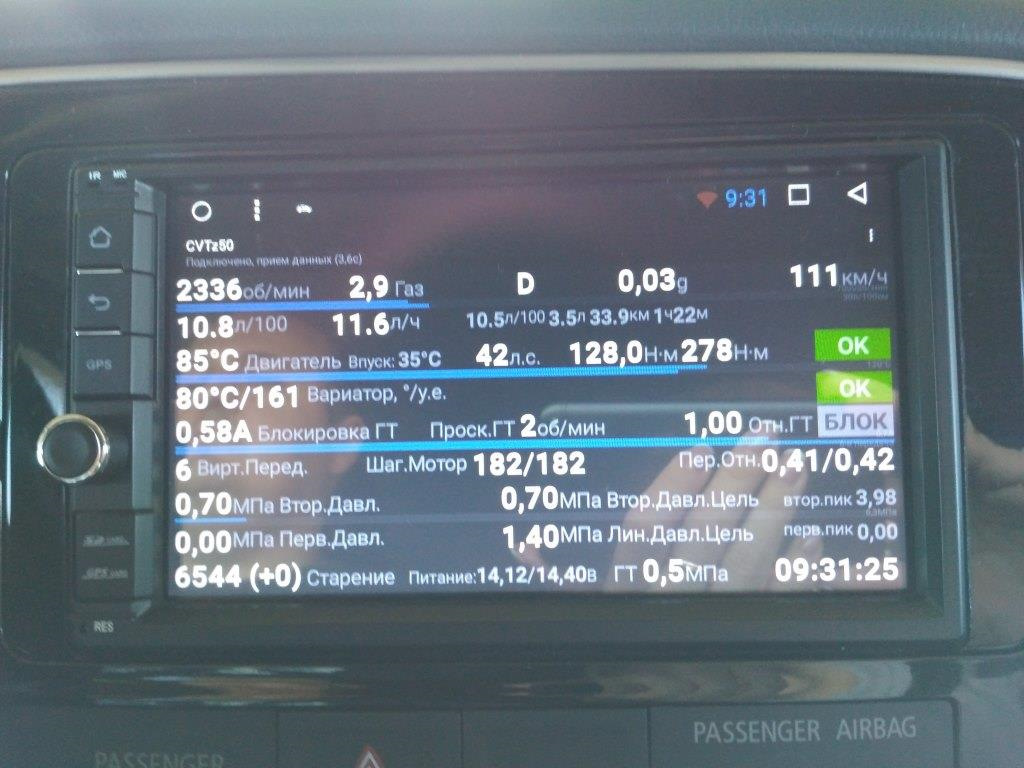 IR MIC
9:31
CVTz50
Подключено, прием данных (3,6с)
2336об/мин 2,9 Газ D 0,03g 111км/ч
10.8л/100 11.6л/ч 10.5л/100 3.5л 33.9км 1ч22м
85°C Двигатель Впуск: 35°C 42л.с. 128,0Н·м 278Н·м OK
80°C/161 Вариатор, °/у.е. OK
0,58А Блокировка ГТ Проск.ГТ 2об/мин 1,00 Отн.ГТ БЛОК
6 Вирт.Перед. Шаг.Мотор 182/182 Пер.Отн.0,41/0,42
0,70МПа Втор.Давл. 0,70МПа Втор.Давл.Цель втор.пик 3,98
0,00МПа Перв.Давл. 1,40МПа Лин.Давл.Цель перв.пик 0,00
6544 (+0) Старение Питание:14,12/14,40в ГТ 0,5МПа 09:31:25
GPS
GPS CARD
RES
PASSENGER
PASSENGER AIRBAG